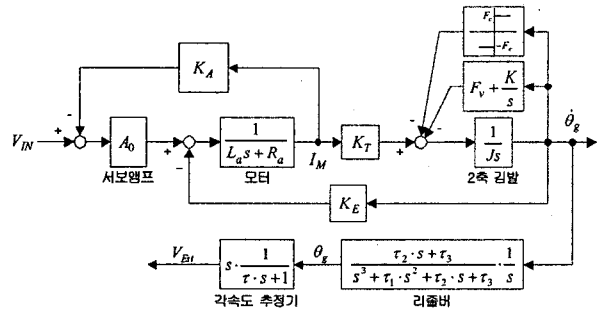 F_c
-F_c
K_A
F_v + K/s
V_IN
+
-
A_0
+
-
1/(L_a s + R_a)
I_M
K_T
+
-
-
1/(Js)
θ̇_g
서보앰프
모터
2축 김발
K_E
V_Est
s · 1/(τ · s + 1)
θ_g
(τ_2 · s + τ_3)/(s^3 + τ_1 · s^2 + τ_2 · s + τ_3) · 1/s
각속도 추정기
리졸버